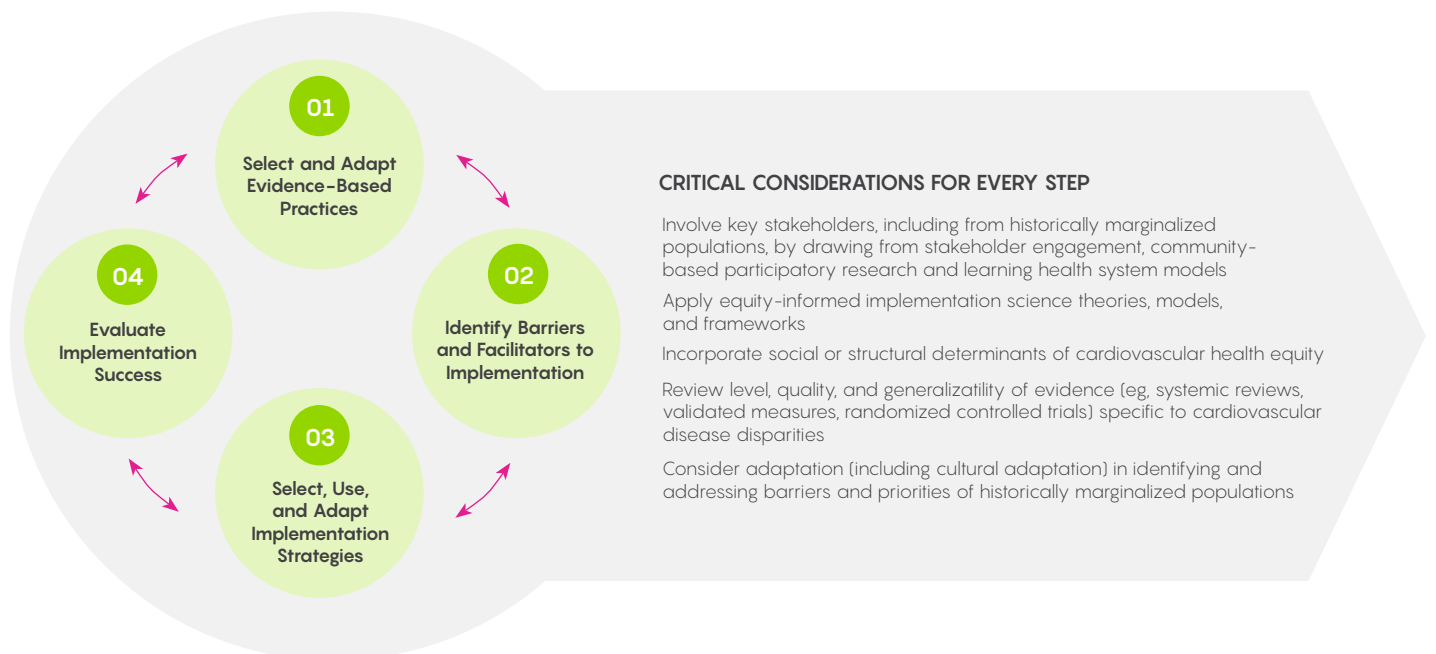 01
Select and Adapt
Evidence-Based
Practices
02
Identify Barriers
and Facilitators to
Implementation
03
Select, Use,
and Adapt
Implementation
Strategies
04
Evaluate
Implementation
Success
CRITICAL CONSIDERATIONS FOR EVERY STEP
Involve key stakeholders, including from historically marginalized
populations, by drawing from stakeholder engagement, community-
based participatory research and learning health system models
Apply equity-informed implementation science theories, models,
and frameworks
Incorporate social or structural determinants of cardiovascular health equity
Review level, quality, and generalizatility of evidence (eg, systemic reviews,
validated measures, randomized controlled trials) specific to cardiovascular
disease disparities
Consider adaptation (including cultural adaptation) in identifying and
addressing barriers and priorities of historically marginalized populations